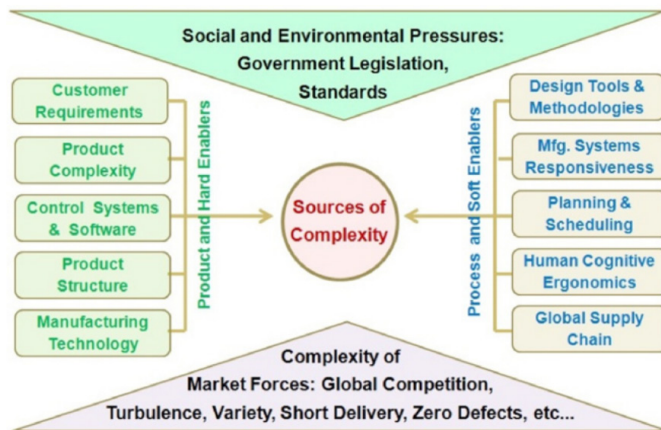 Social and Environmental Pressures:
Government Legislation,
Standards
Customer
Requirements
Product
Complexity
Control Systems
& Software
Product
Structure
Manufacturing
Technology
Product and Hard Enablers
Sources of
Complexity
Process and Soft Enablers
Design Tools &
Methodologies
Mfg. Systems
Responsiveness
Planning &
Scheduling
Human Cognitive
Ergonomics
Global Supply
Chain
Complexity of
Market Forces: Global Competition,
Turbulence, Variety, Short Delivery, Zero Defects, etc...